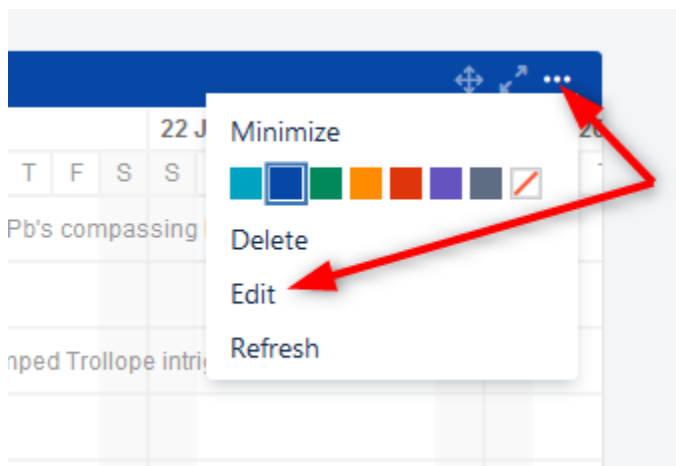 22 J
T F S S
Minimize
Pb's compassing
Delete
Edit
mped Trollope intri
Refresh